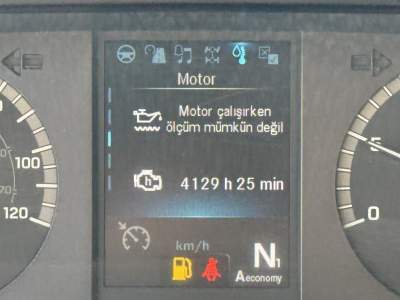 Motor
Motor çalışırken
ölçüm mümkün değil
4129 h 25 min
km/h
N1
Aeconomy
100
120
0